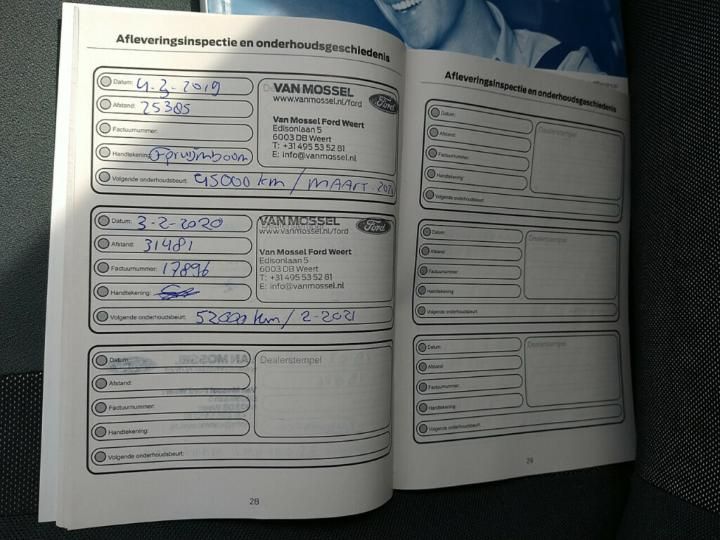 Afleveringsinspectie en onderhoudsgeschiedenis
Datum: 4-3-2019
Afstand: 25385
Factuurnummer:
Handtekening:
Volgende onderhoudsbeurt: 45000 km / MAART-
VAN MOSSEL
www.vanmossel.nl/ford
Ford
Van Mossel Ford Weert
Edisonlaan 5
6003 DB Weert
T: +31 495 53 52 81
E: info@vanmossel.nl
Datum: 3-2-2020
Afstand: 31481
Factuurnummer: 17896
Handtekening:
Volgende onderhoudsbeurt: 52000 km / 2-2021
VAN MOSSEL
www.vanmossel.nl/ford
Ford
Van Mossel Ford Weert
Edisonlaan 5
6003 DB Weert
T: +31 495 53 52 81
E: info@vanmossel.nl
Datum:
Afstand:
Factuurnummer:
Handtekening:
Volgende onderhoudsbeurt:
Dealerstempel
28
Afleveringsinspectie en onderhoudsgeschiedenis
Datum:
Afstand:
Factuurnummer:
Handtekening:
Volgende onderhoudsbeurt:
Dealerstempel
Datum:
Afstand:
Factuurnummer:
Handtekening:
Volgende onderhoudsbeurt:
Dealerstempel
Datum:
Afstand:
Factuurnummer:
Handtekening:
Volgende onderhoudsbeurt:
Dealerstempel
29